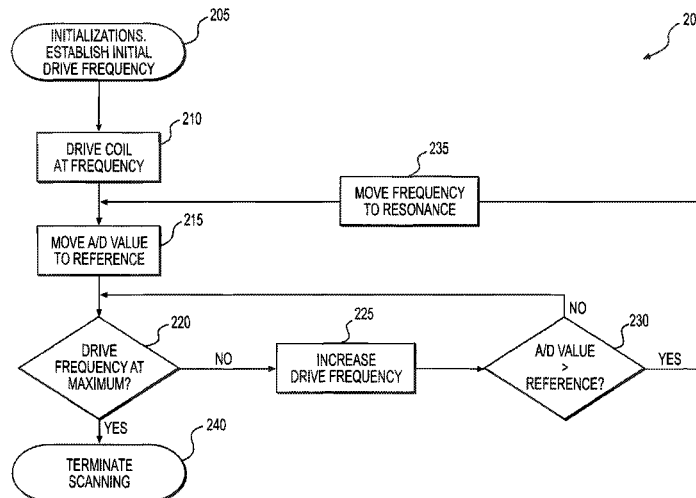 205
INITIALIZATIONS.
ESTABLISH INITIAL
DRIVE FREQUENCY
20
210
DRIVE COIL
AT FREQUENCY
235
MOVE FREQUENCY
TO RESONANCE
215
MOVE A/D VALUE
TO REFERENCE
220
DRIVE
FREQUENCY AT
MAXIMUM?
NO
225
INCREASE
DRIVE FREQUENCY
NO
230
A/D VALUE
>
REFERENCE?
YES
YES
240
TERMINATE
SCANNING